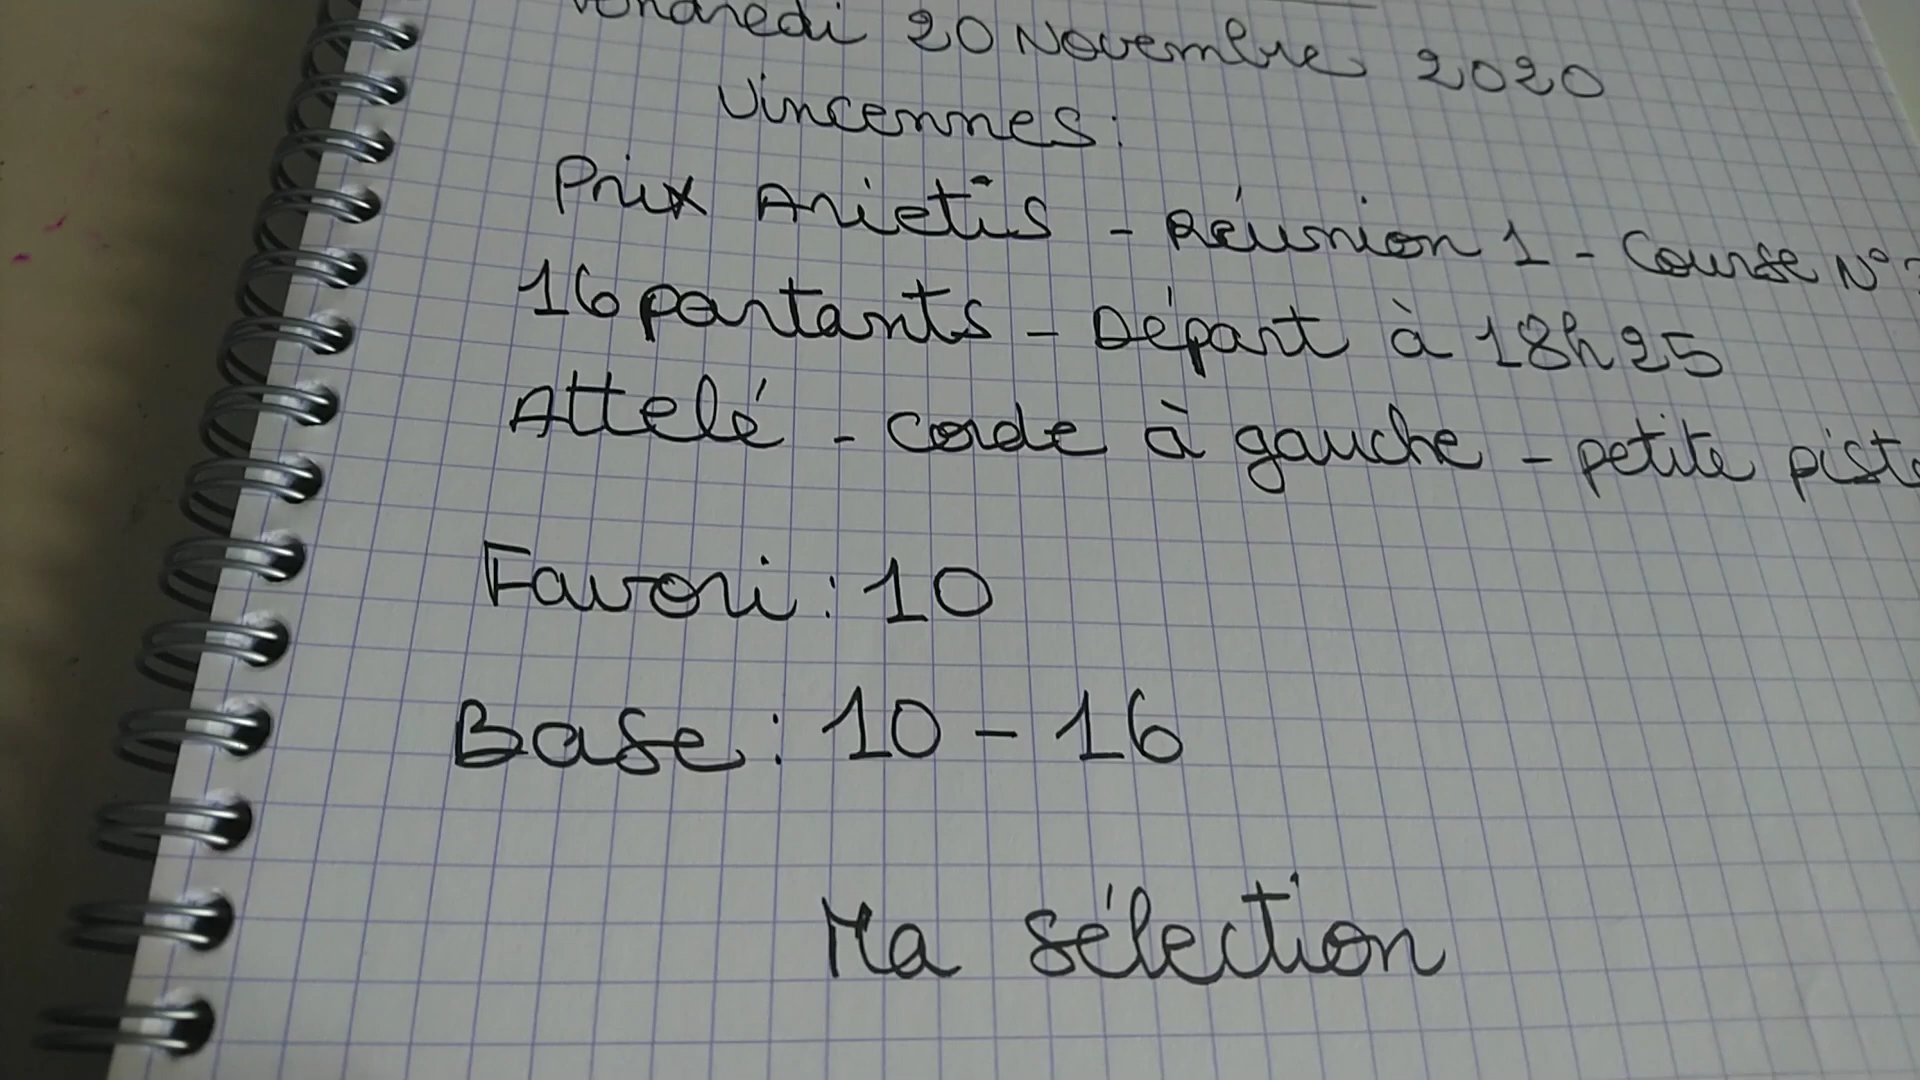 Vendredi 20 Novembre 2020
Vincennes:
Prix Arietis - Réunion 1 - Course N°
16 partants - Départ à 18h25
Attelé - corde à gauche - petite piste
Favori : 10
Base : 10 - 16
Ma sélection